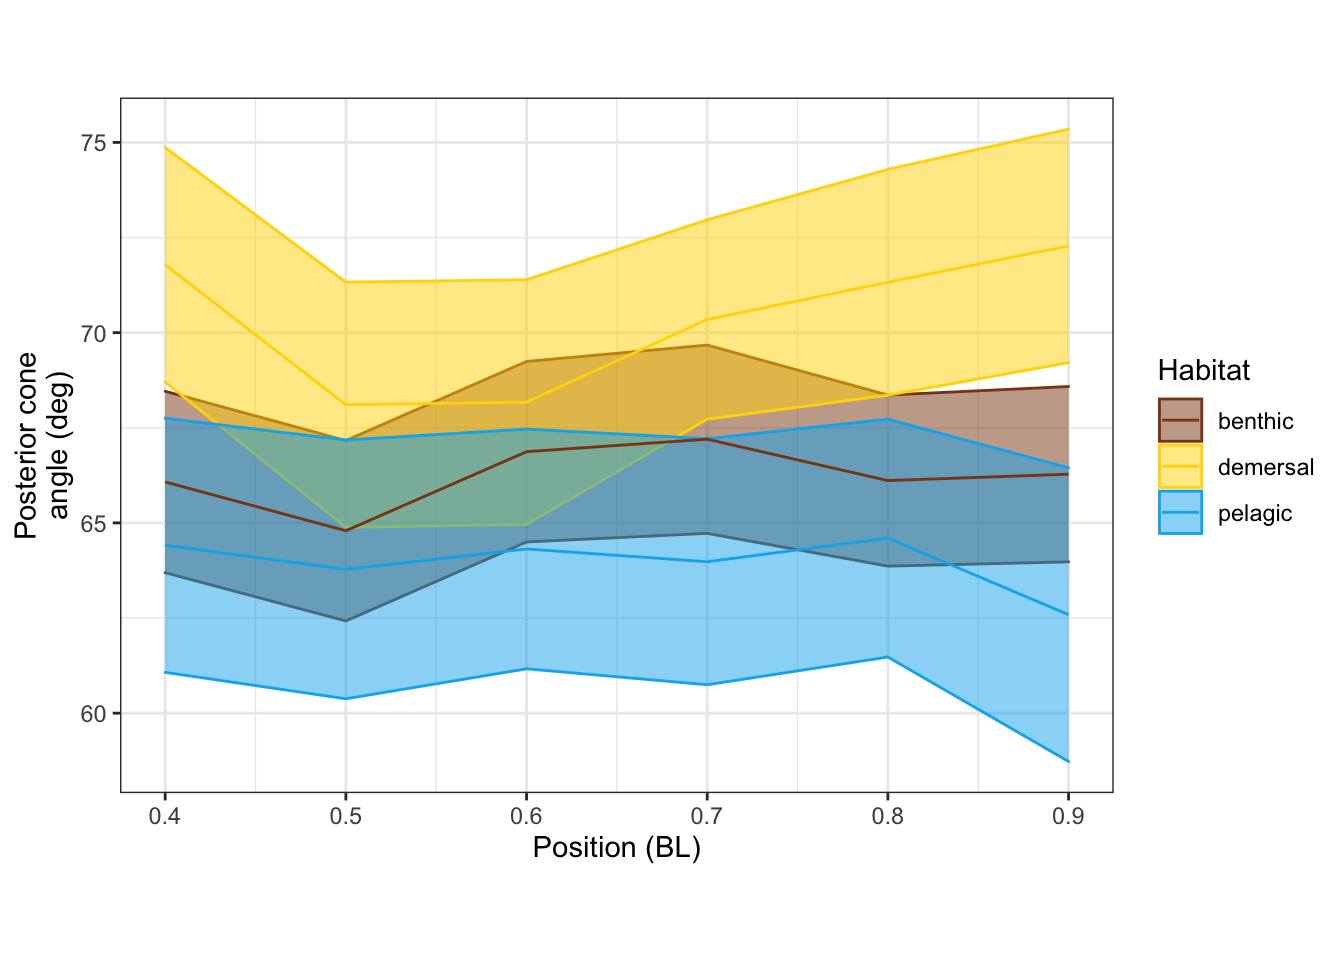 75
70
65
60
Posterior cone
angle (deg)
0.4 0.5 0.6 0.7 0.8 0.9
Position (BL)
Habitat
benthic
demersal
pelagic